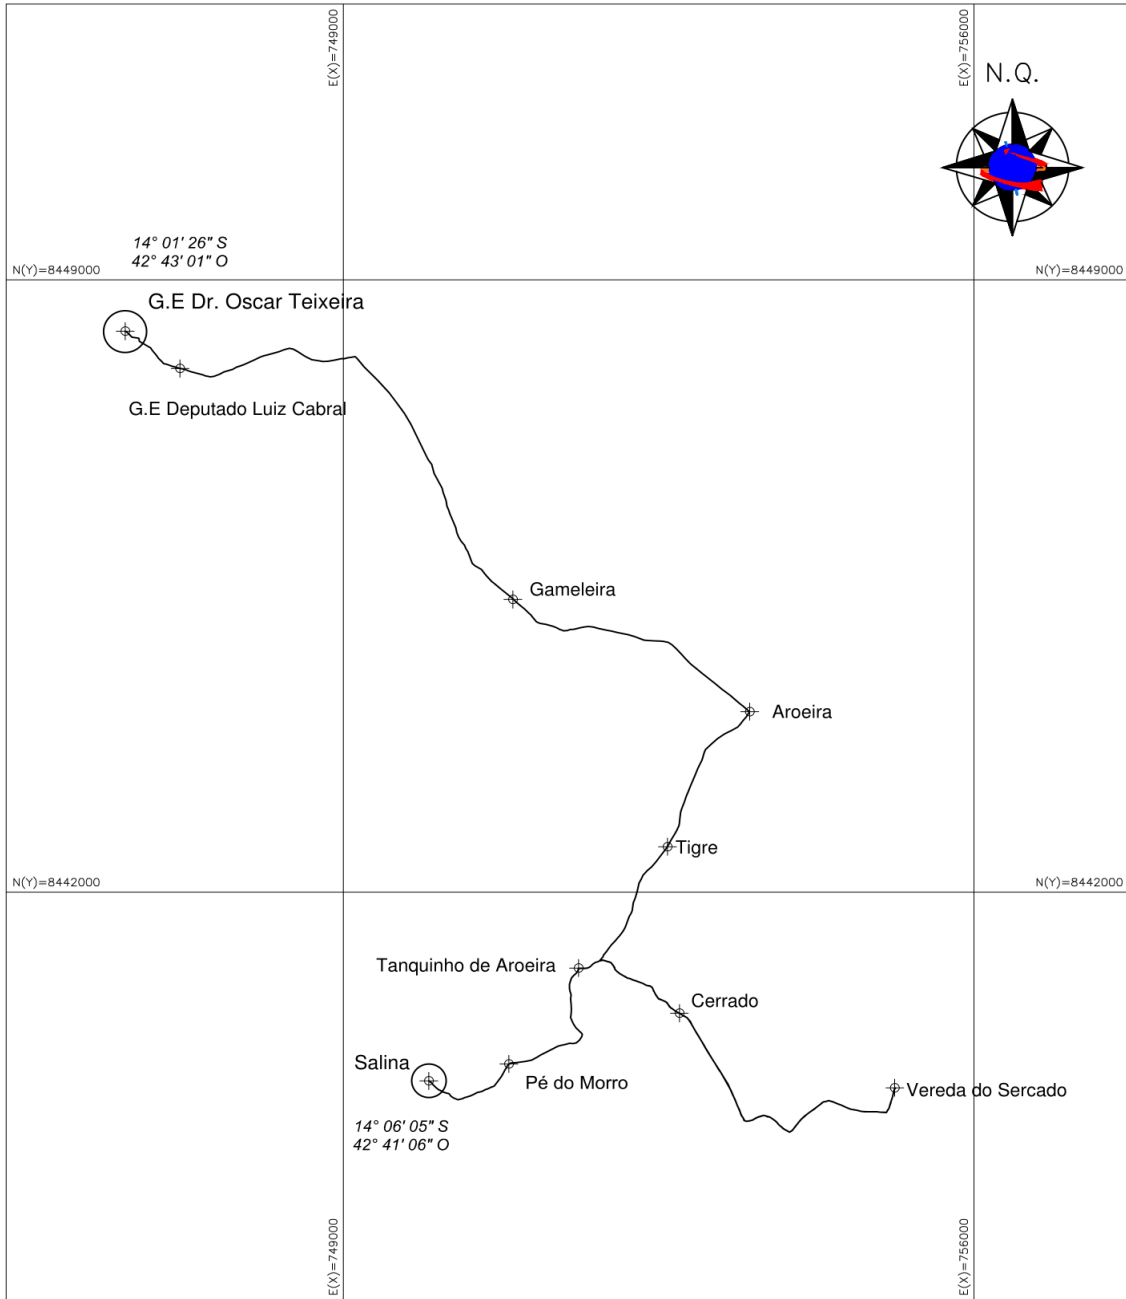 E(X)=749000
E(X)=756000
N.Q.
14° 01' 26" S
42° 43' 01" O
N(Y)=8449000
N(Y)=8449000
G.E Dr. Oscar Teixeira
G.E Deputado Luiz Cabral
Gameleira
Aroeira
Tigre
N(Y)=8442000
N(Y)=8442000
Tanquinho de Aroeira
Cerrado
Salina
Pé do Morro
Vereda do Sercado
14° 06' 05" S
42° 41' 06" O
E(X)=749000
E(X)=756000